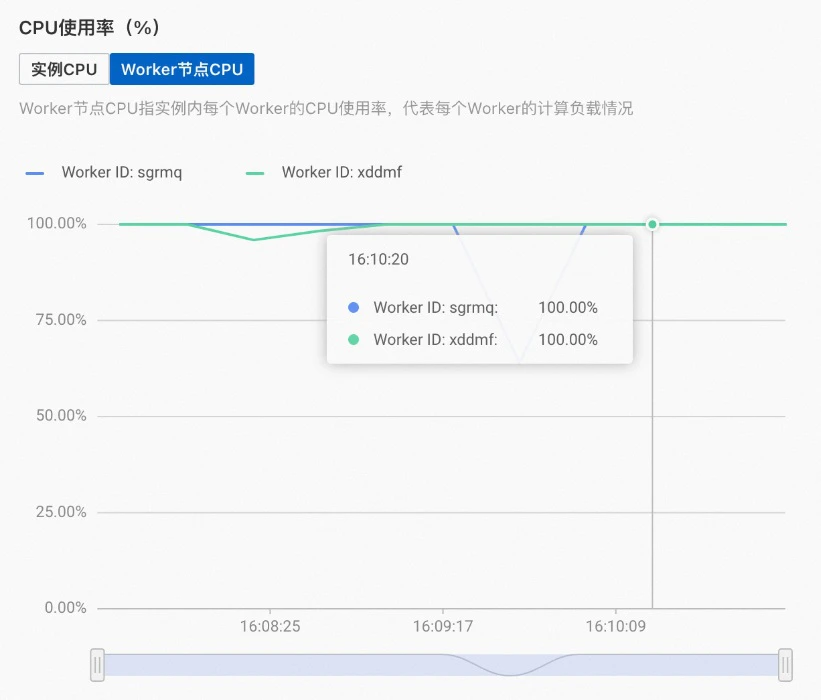 CPU使用率（%）
实例CPU Worker节点CPU
Worker节点CPU指实例内每个Worker的CPU使用率，代表每个Worker的计算负载情况
Worker ID: sgrmq Worker ID: xddmf
100.00%
16:10:20
Worker ID: sgrmq: 100.00%
75.00%
Worker ID: xddmf: 100.00%
50.00%
25.00%
0.00%
16:08:25 16:09:17 16:10:09